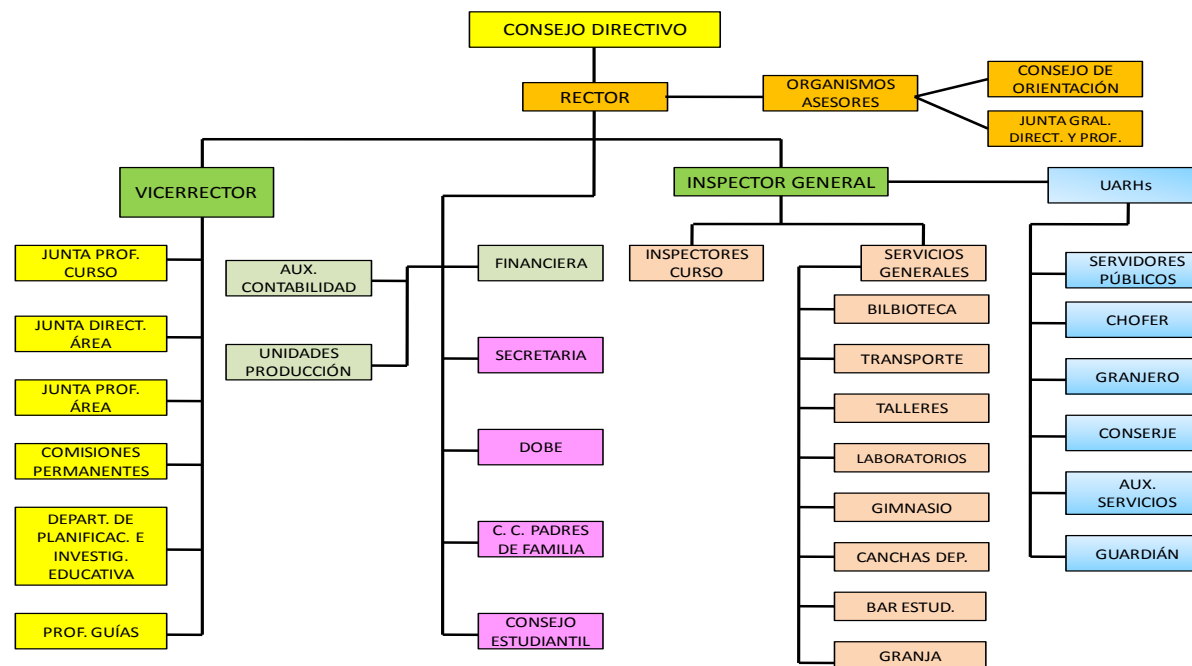 CONSEJO DIRECTIVO
RECTOR
ORGANISMOS
ASESORES
CONSEJO DE
ORIENTACIÓN
JUNTA GRAL.
DIRECT. Y PROF.
VICERRECTOR
INSPECTOR GENERAL
UARHs
JUNTA PROF.
CURSO
JUNTA DIRECT.
ÁREA
JUNTA PROF.
ÁREA
COMISIONES
PERMANENTES
DEPART. DE
PLANIFICAC. E
INVESTIG.
EDUCATIVA
PROF. GUÍAS
AUX.
CONTABILIDAD
UNIDADES
PRODUCCIÓN
FINANCIERA
SECRETARIA
DOBE
C. C. PADRES
DE FAMILIA
CONSEJO
ESTUDIANTIL
INSPECTORES
CURSO
SERVICIOS
GENERALES
BILBIOTECA
TRANSPORTE
TALLERES
LABORATORIOS
GIMNASIO
CANCHAS DEP.
BAR ESTUD.
GRANJA
SERVIDORES
PÚBLICOS
CHOFER
GRANJERO
CONSERJE
AUX.
SERVICIOS
GUARDIÁN